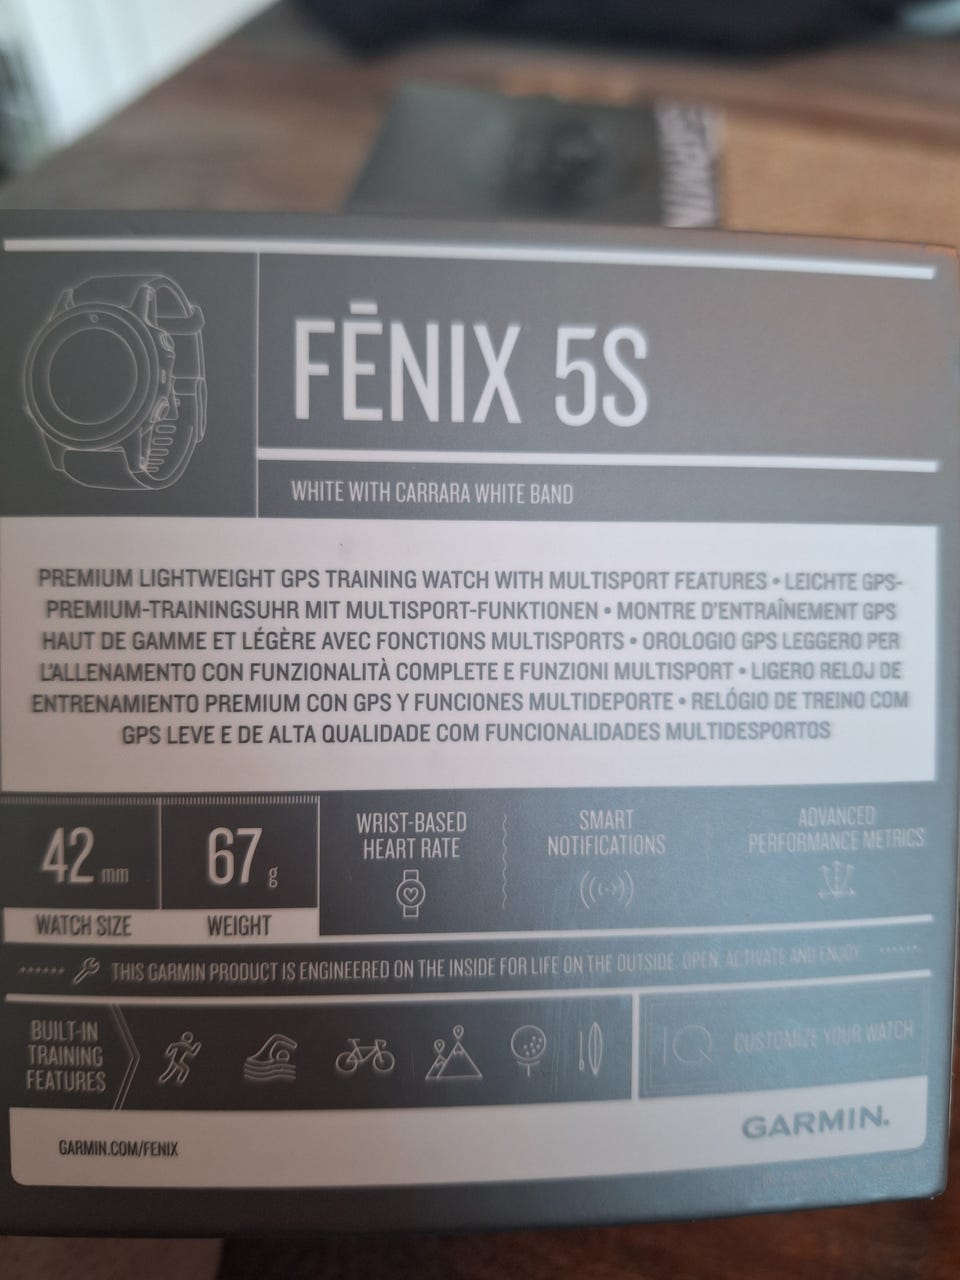 GARMIN
FĒNIX 5S
WHITE WITH CARRARA WHITE BAND
PREMIUM LIGHTWEIGHT GPS TRAINING WATCH WITH MULTISPORT FEATURES • LEICHTE GPS-
PREMIUM-TRAININGSUHR MIT MULTISPORT-FUNKTIONEN • MONTRE D'ENTRAÎNEMENT GPS
HAUT DE GAMME ET LÉGÈRE AVEC FONCTIONS MULTISPORTS • OROLOGIO GPS LEGGERO PER
L'ALLENAMENTO CON FUNZIONALITÀ COMPLETE E FUNZIONI MULTISPORT • LIGERO RELOJ DE
ENTRENAMIENTO PREMIUM CON GPS Y FUNCIONES MULTIDEPORTE • RELÓGIO DE TREINO COM
GPS LEVE E DE ALTA QUALIDADE COM FUNCIONALIDADES MULTIDESPORTOS
42 mm
WATCH SIZE
67 g
WEIGHT
WRIST-BASED
HEART RATE
SMART
NOTIFICATIONS
ADVANCED
PERFORMANCE METRICS
THIS GARMIN PRODUCT IS ENGINEERED ON THE INSIDE FOR LIFE ON THE OUTSIDE. OPEN, ACTIVATE AND ENJOY.
BUILT-IN
TRAINING
FEATURES
IQ CUSTOMIZE YOUR WATCH
GARMIN.COM/FENIX
GARMIN.